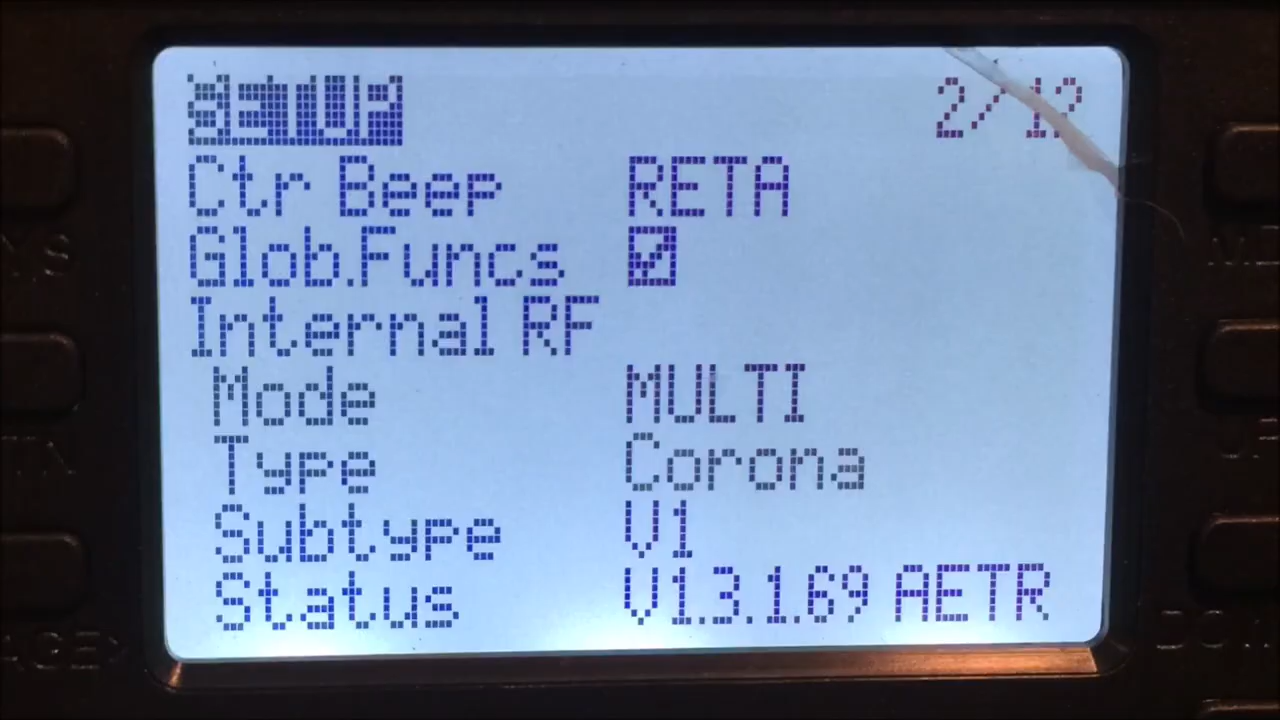 SETUP 2/12
Ctr Beep RETA
Glob.Funcs
Internal RF
Mode MULTI
Type Corona
Subtype V1
Status V1.3.1.69 AETR